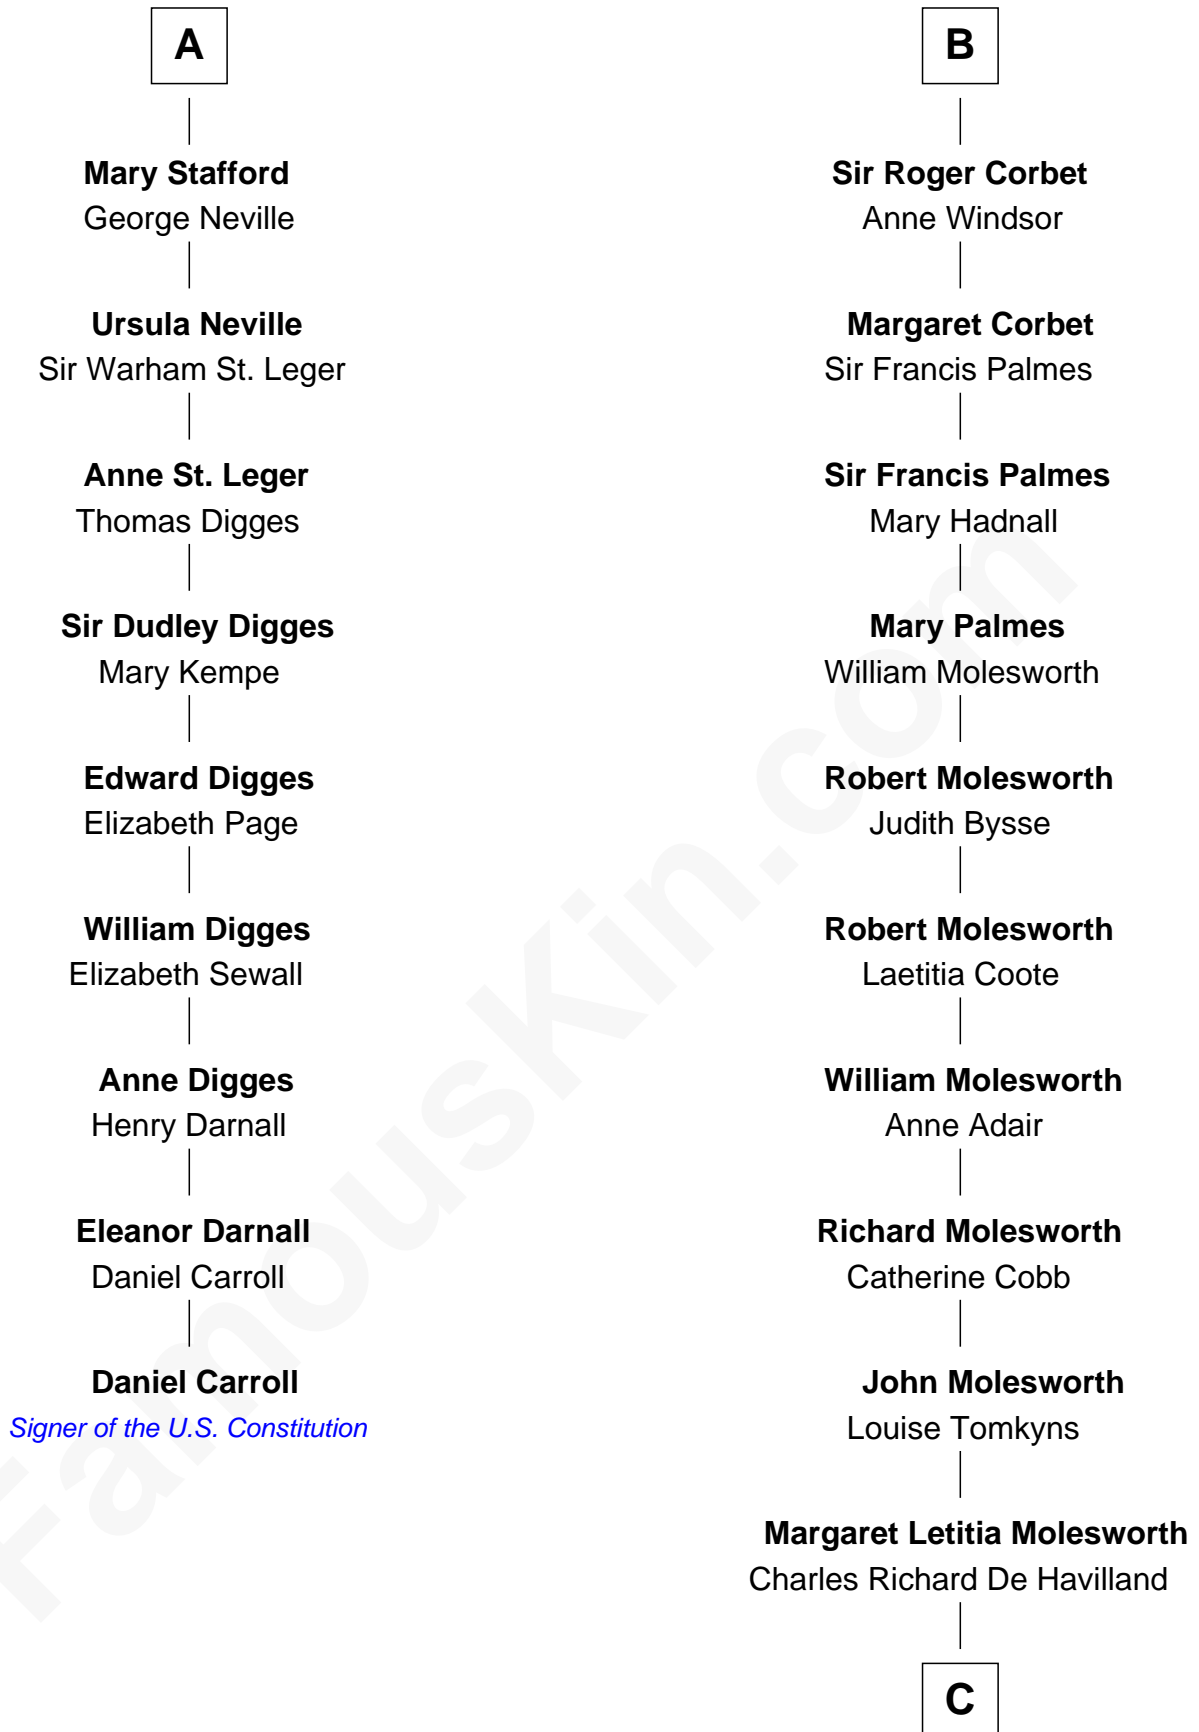 A
Mary Stafford
George Neville
Ursula Neville
Sir Warham St. Leger
Anne St. Leger
Thomas Digges
Sir Dudley Digges
Mary Kempe
Edward Digges
Elizabeth Page
William Digges
Elizabeth Sewall
Anne Digges
Henry Darnall
Eleanor Darnall
Daniel Carroll
Daniel Carroll
Signer of the U.S. Constitution
B
Sir Roger Corbet
Anne Windsor
Margaret Corbet
Sir Francis Palmes
Sir Francis Palmes
Mary Hadnall
Mary Palmes
William Molesworth
Robert Molesworth
Judith Bysse
Robert Molesworth
Laetitia Coote
William Molesworth
Anne Adair
Richard Molesworth
Catherine Cobb
John Molesworth
Louise Tomkyns
Margaret Letitia Molesworth
Charles Richard De Havilland
C
FamousKin.com